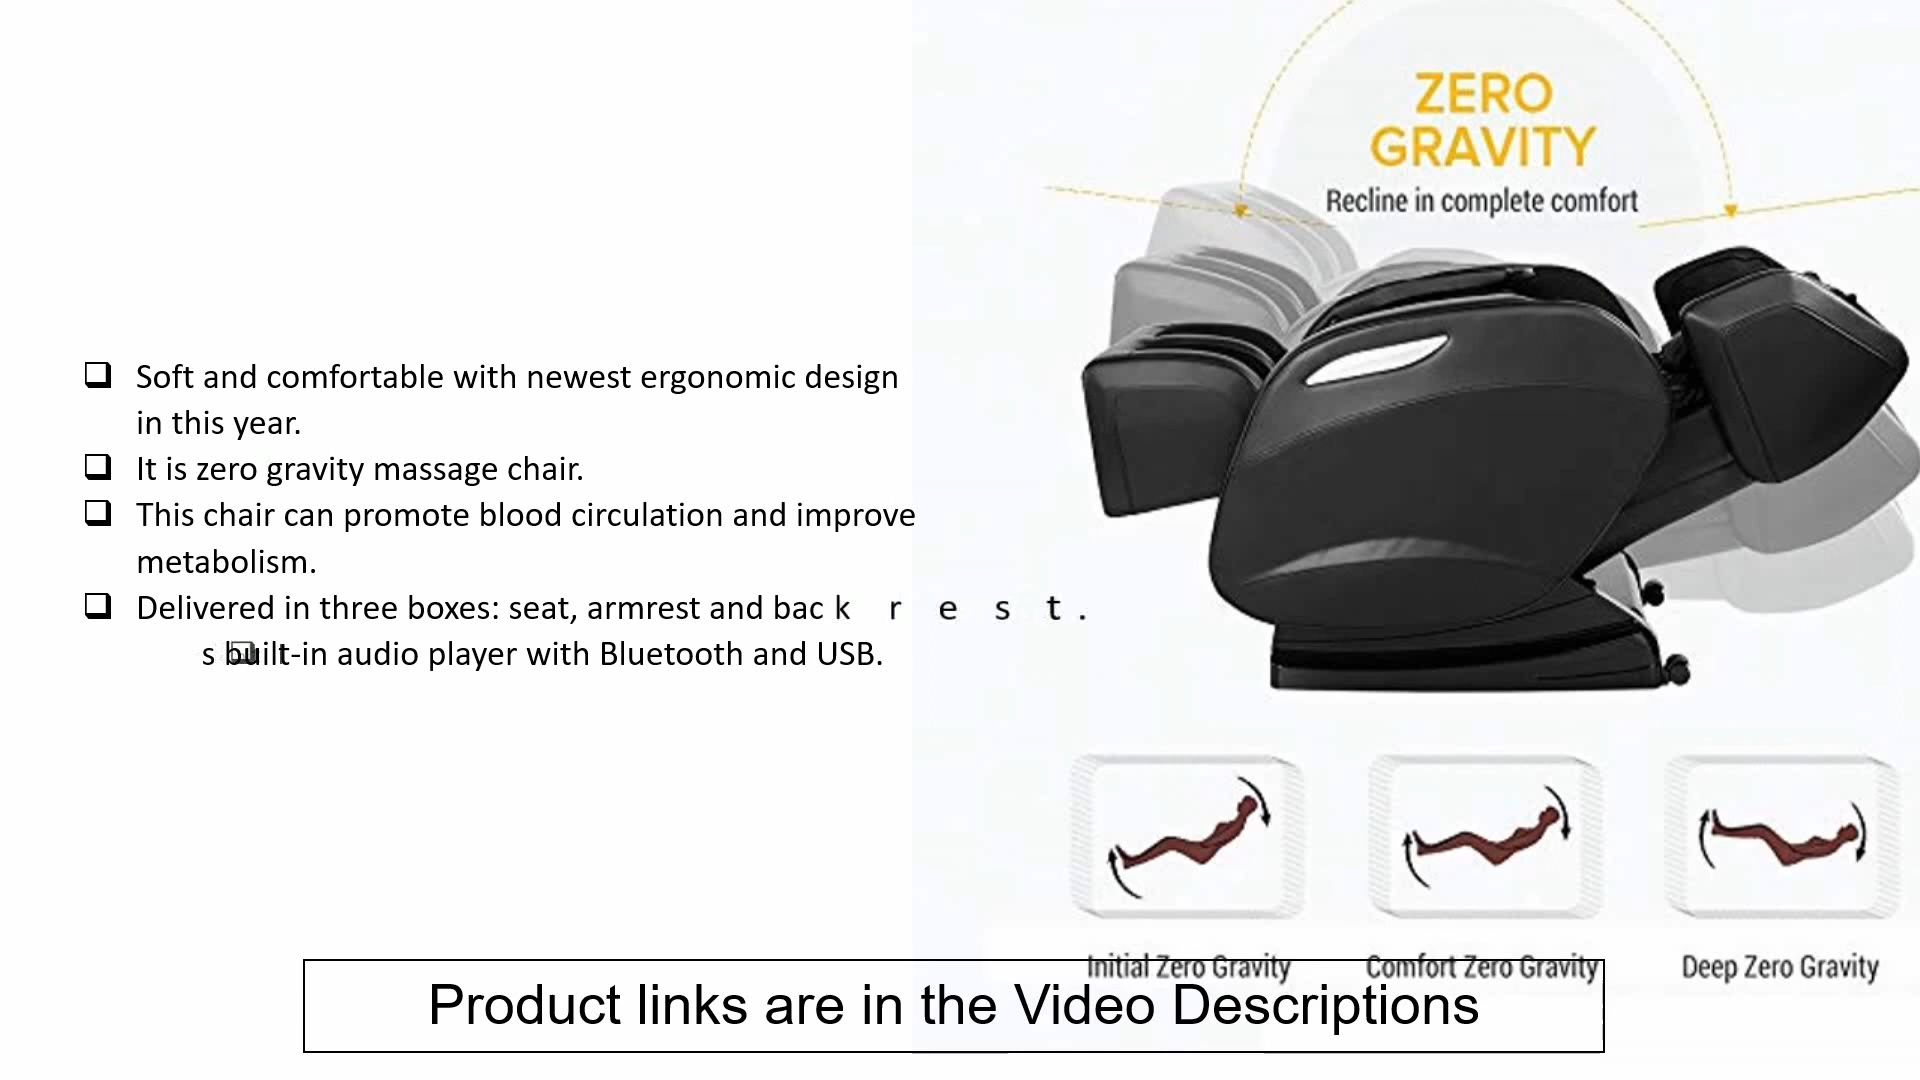 ZERO
GRAVITY
Recline in complete comfort
Soft and comfortable with newest ergonomic design
in this year.
It is zero gravity massage chair.
This chair can promote blood circulation and improve
metabolism.
Delivered in three boxes: seat, armrest and back rest.
s built-in audio player with Bluetooth and USB.
Initial Zero Gravity Comfort Zero Gravity Deep Zero Gravity
Product links are in the Video Descriptions